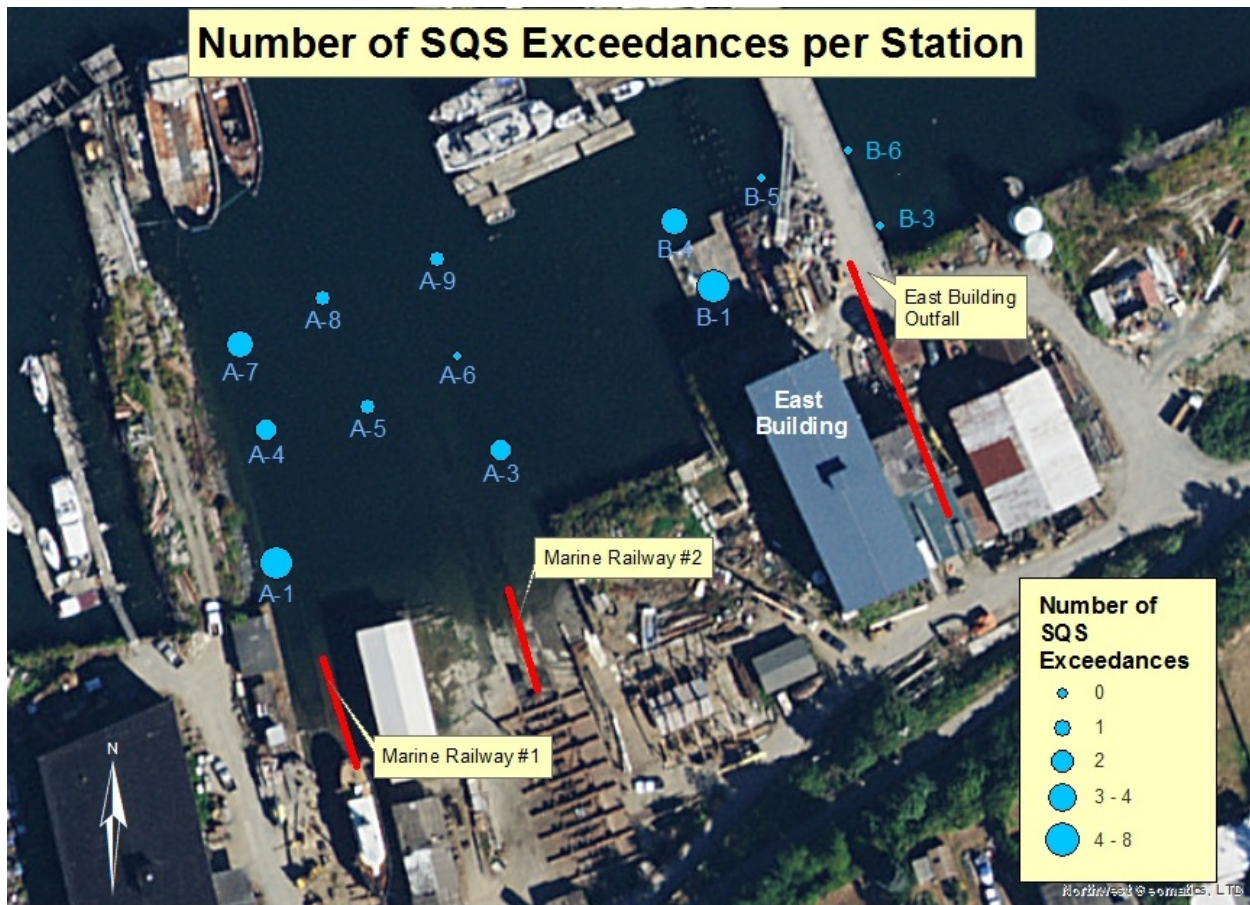 Number of SQS Exceedances per Station
B-6
B-5
B-3
B-4
A-9
B-1
East Building
Outfall
A-8
A-7
A-6
East
Building
A-5
A-4
A-3
Marine Railway #2
A-1
Marine Railway #1
N
Number of
SQS
Exceedances
0
1
2
3 - 4
4 - 8
Northwest Geomatics, LTD